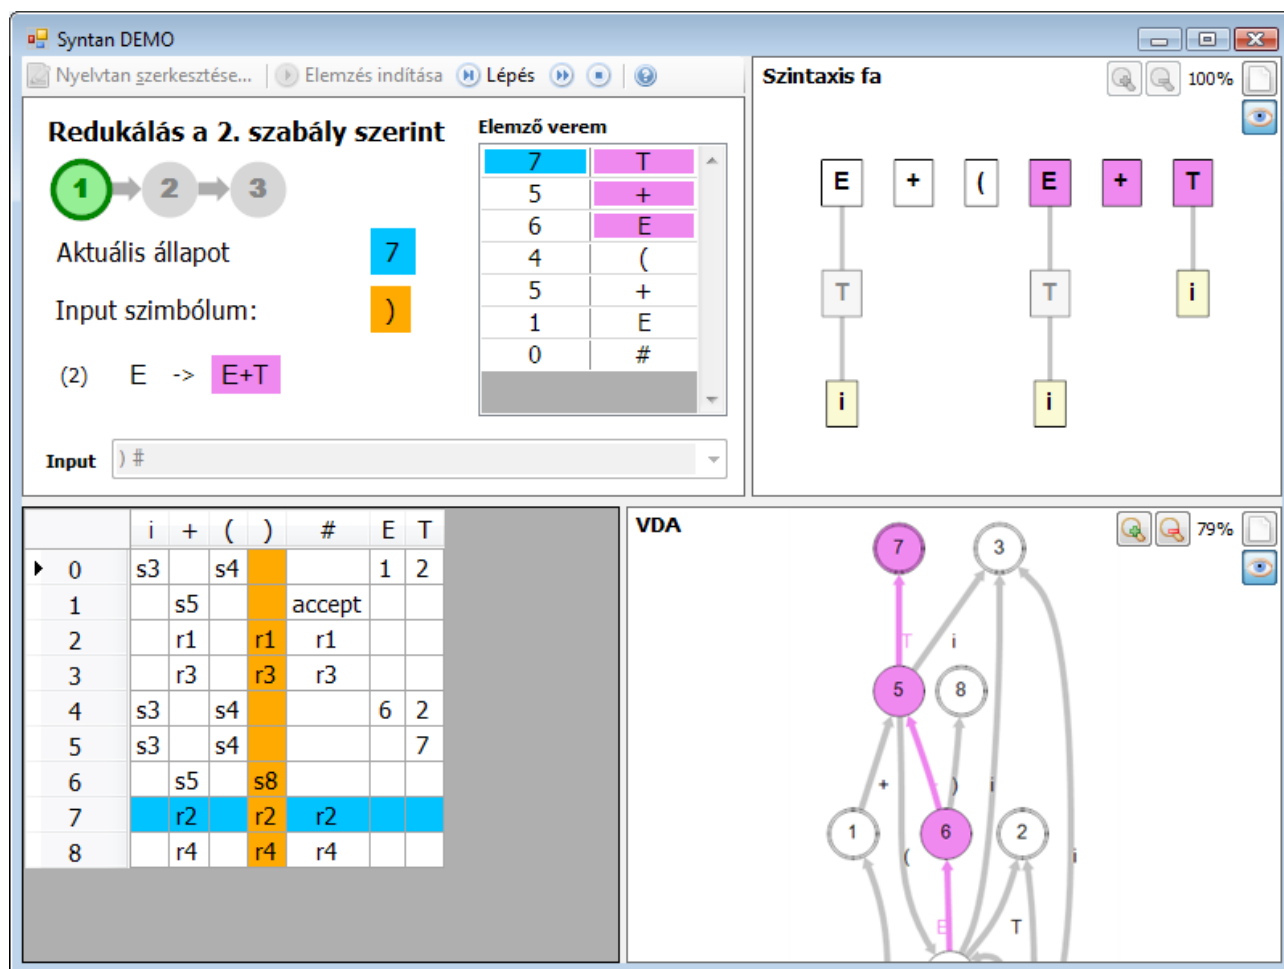 Syntan DEMO
Nyelvtan szerkesztése... Elemzés indítása Lépés
Redukálás a 2. szabály szerint
1 2 3
Aktuális állapot 7
Input szimbólum: )
(2) E -> E+T
Elemző verem
7 T
5 +
6 E
4 (
5 +
1 E
0 #
Input ) #
Szintaxis fa 100%
E + ( E + T
T T i
i i
i + ( ) # E T
0 s3 s4 1 2
1 s5 accept
2 r1 r1 r1
3 r3 r3 r3
4 s3 s4 6 2
5 s3 s4 7
6 s5 s8
7 r2 r2 r2
8 r4 r4 r4
VDA 79%
7 3
T i
5 8
+ ) i
1 6 2
( i
E T